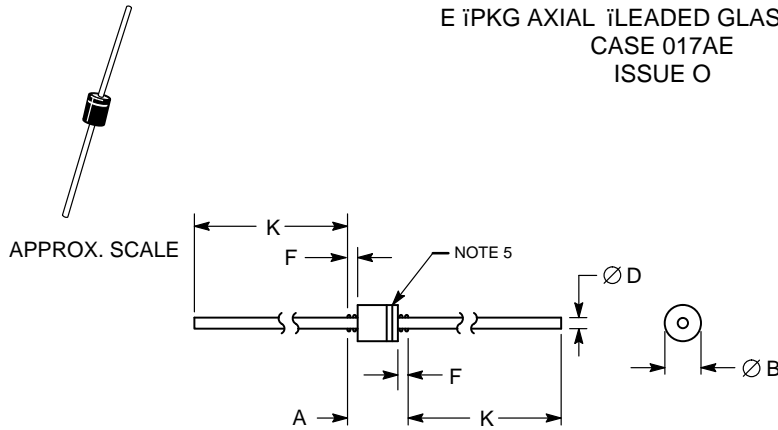 E ïPKG AXIAL ïLEADED GLAS
CASE 017AE
ISSUE O
APPROX. SCALE
K
F
NOTE 5
∅ D
F
∅ B
A
K